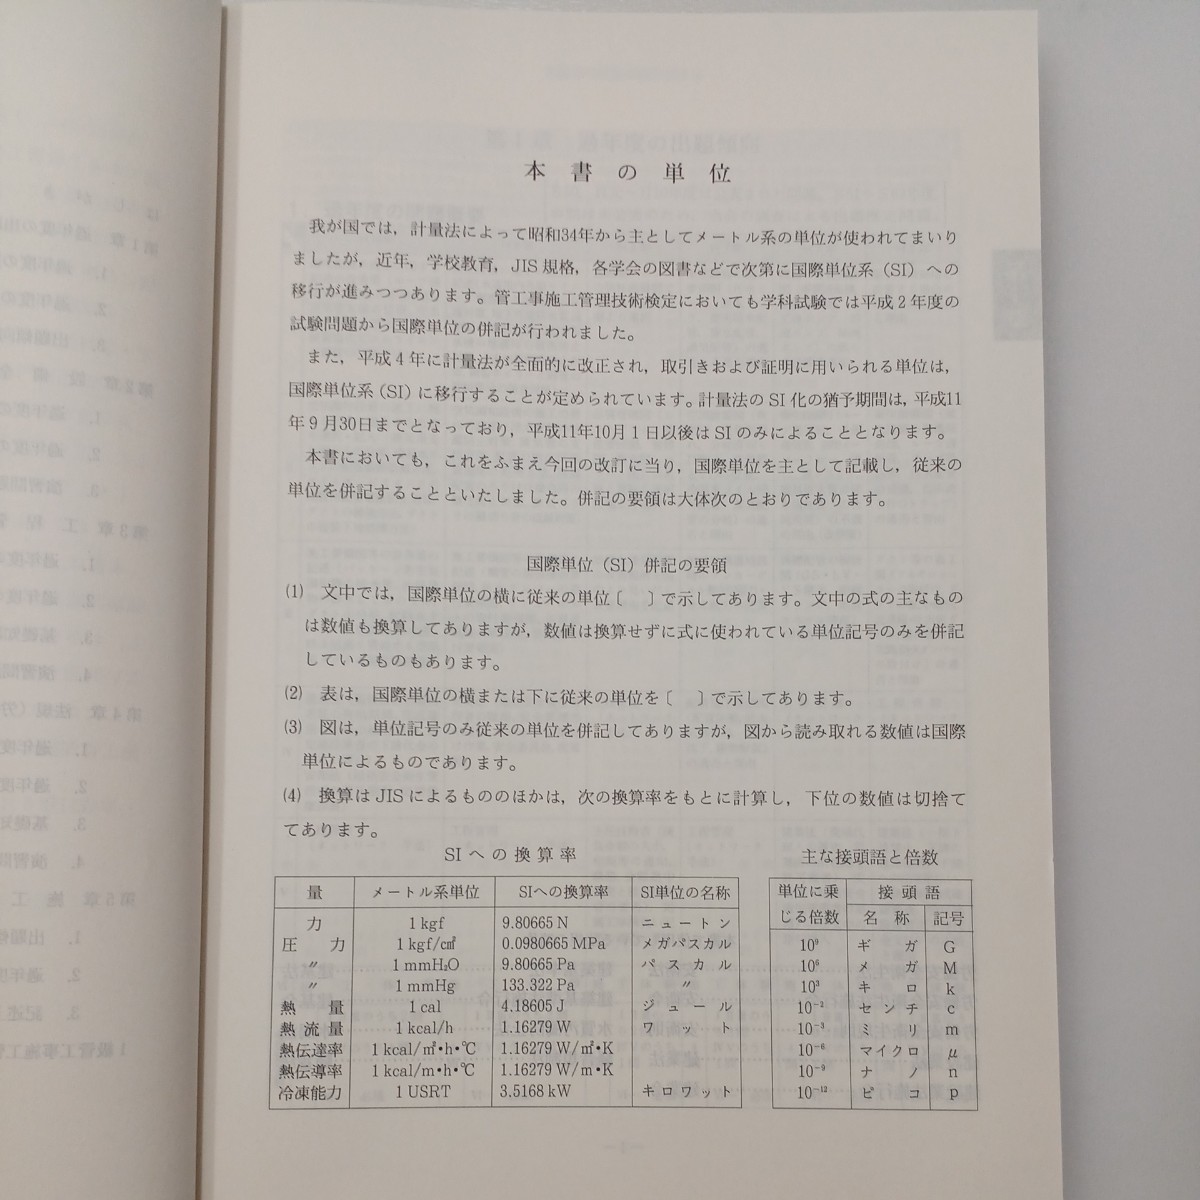 本書の単位
我が国では，計量法によって昭和34年から主としてメートル系の単位が使われてまいり
ましたが，近年，学校教育，JIS規格，各学会の図書などで次第に国際単位系（SI）への
移行が進みつつあります。管工事施工管理技術検定においても学科試験では平成2年度の
試験問題から国際単位の併記が行われました。
また，平成4年に計量法が全面的に改正され，取引きおよび証明に用いられる単位は，
国際単位系（SI）に移行することが定められています。計量法のSI化の猶予期間は，平成11
年9月30日までとなっており，平成11年10月1日以後はSIのみによることとなります。
本書においても，これをふまえ今回の改訂に当り，国際単位を主として記載し，従来の
単位を併記することといたしました。併記の要領は大体次のとおりであります。
国際単位（SI）併記の要領
(1) 文中では，国際単位の横に従来の単位〔 〕で示してあります。文中の式の主なもの
は数値も換算してありますが，数値は換算せずに式に使われている単位記号のみを併記
しているものもあります。
(2) 表は，国際単位の横または下に従来の単位を〔 〕で示してあります。
(3) 図は，単位記号のみ従来の単位を併記してありますが，図から読み取れる数値は国際
単位によるものであります。
(4) 換算はJISによるもののほかは，次の換算率をもとに計算し，下位の数値は切捨て
てあります。
SIへの換算率
量 メートル系単位 SIへの換算率 SI単位の名称
力 1 kgf 9.80665 N ニュートン
圧力 1 kgf/c㎡ 0.0980665 MPa メガパスカル
〃 1 mmH₂O 9.80665 Pa パスカル
〃 1 mmHg 133.322 Pa 〃
熱量 1 cal 4.18605 J ジュール
熱流量 1 kcal/h 1.16279 W ワット
熱伝達率 1 kcal/㎡•h•℃ 1.16279 W/㎡•K
熱伝導率 1 kcal/m•h•℃ 1.16279 W/m•K
冷凍能力 1 USRT 3.5168 kW キロワット
主な接頭語と倍数
単位に乗じる倍数 接頭語
名称 記号
10⁹ ギガ G
10⁶ メガ M
10³ キロ k
10⁻² センチ c
10⁻³ ミリ m
10⁻⁶ マイクロ μ
10⁻⁹ ナノ n
10⁻¹² ピコ p